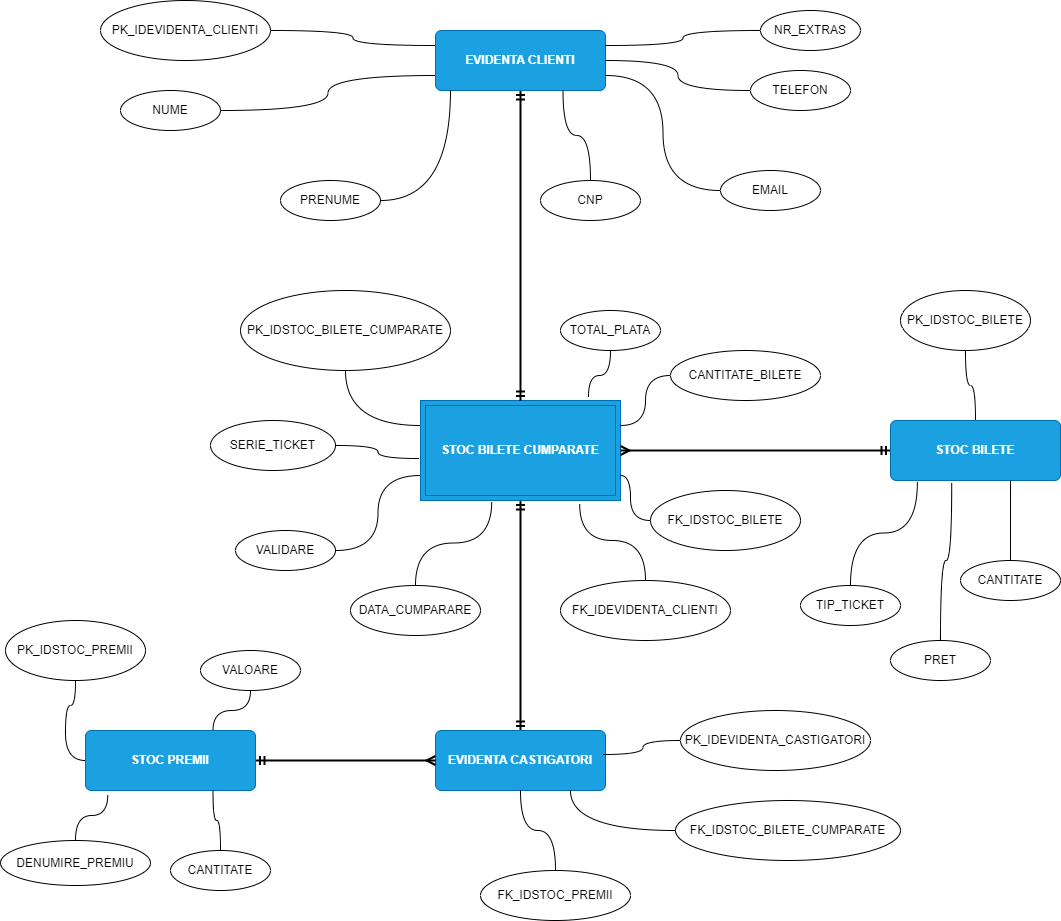 PK_IDEVIDENTA_CLIENTI
NR_EXTRAS
EVIDENTA CLIENTI
TELEFON
NUME
PRENUME
CNP
EMAIL
PK_IDSTOC_BILETE_CUMPARATE
TOTAL_PLATA
PK_IDSTOC_BILETE
CANTITATE_BILETE
SERIE_TICKET
STOC BILETE CUMPARATE
STOC BILETE
FK_IDSTOC_BILETE
VALIDARE
CANTITATE
DATA_CUMPARARE
FK_IDEVIDENTA_CLIENTI
TIP_TICKET
PK_IDSTOC_PREMII
VALOARE
PRET
PK_IDEVIDENTA_CASTIGATORI
STOC PREMII
EVIDENTA CASTIGATORI
FK_IDSTOC_BILETE_CUMPARATE
DENUMIRE_PREMIU
CANTITATE
FK_IDSTOC_PREMII